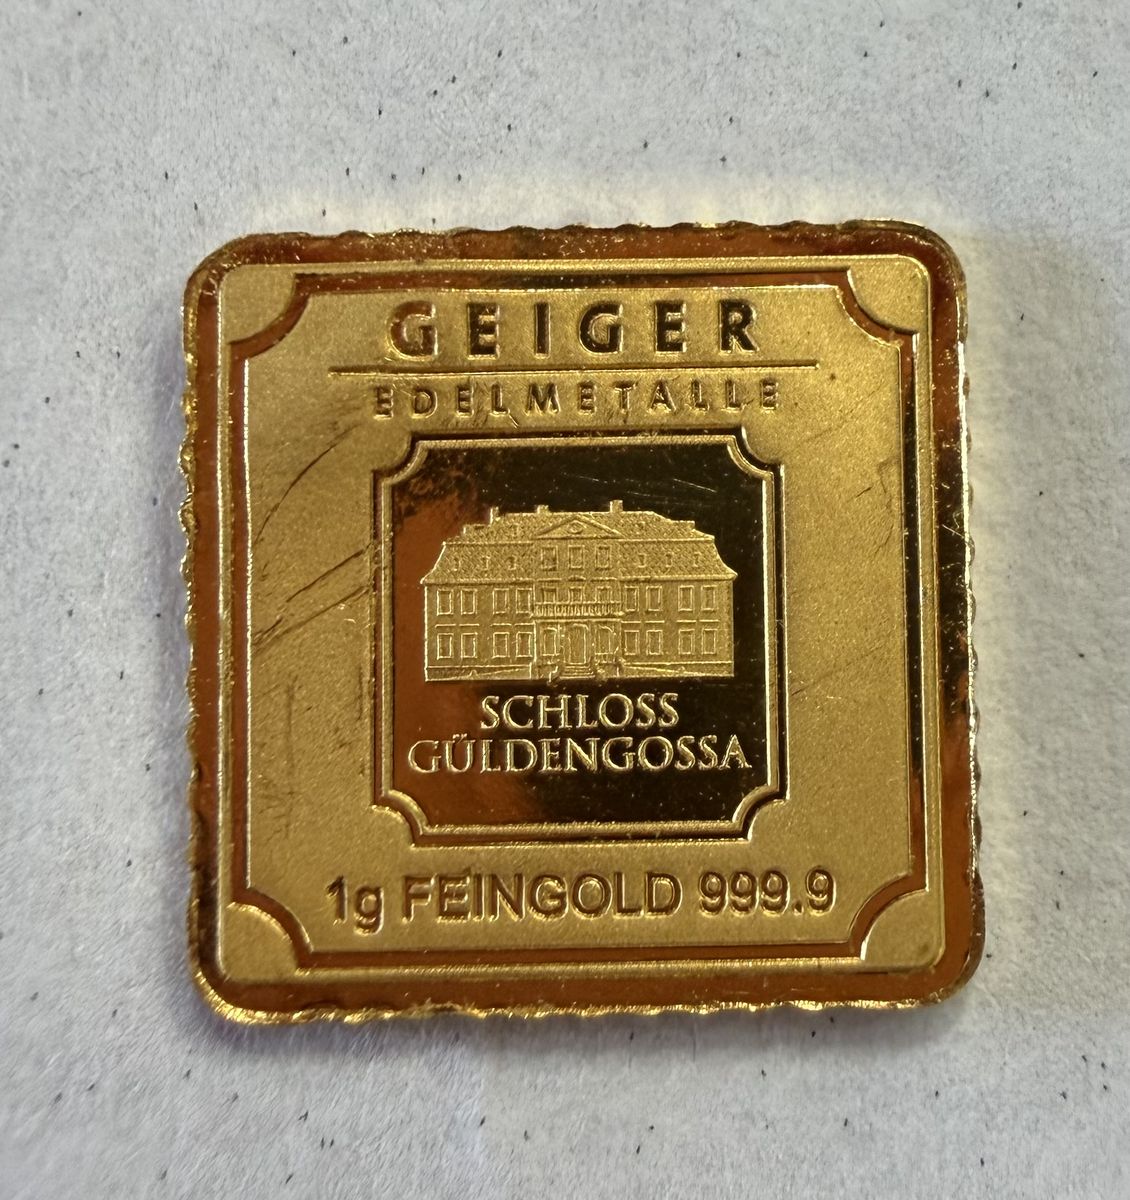 GEIGER
EDELMETALLE
SCHLOSS
GÜLDENGOSSA
1g FEINGOLD 999.9